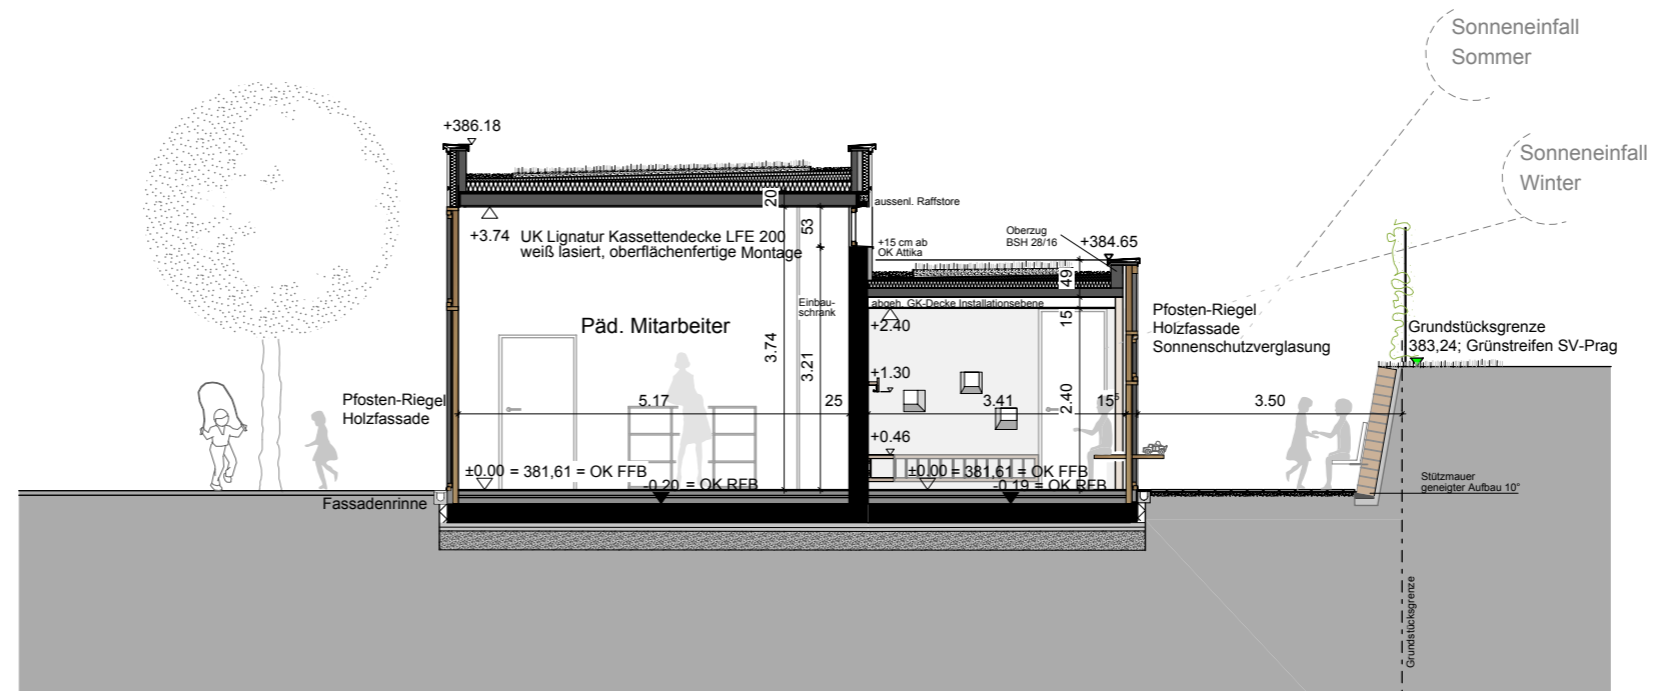 Sonneneinfall
Sommer
Sonneneinfall
Winter
+386.18
20
aussenl. Raffstore
+3.74
UK Lignatur Kassettendecke LFE 200
weiß lasiert, oberflächenfertige Montage
53
+15 cm ab
OK Attika
Oberzug
BSH 28/16
+384.65
49
Einbau-
schrank
abgeh. GK-Decke Installationsebene
15
+2.40
Päd. Mitarbeiter
3.74
3.21
Pfosten-Riegel
Holzfassade
Sonnenschutzverglasung
Grundstücksgrenze
383,24; Grünstreifen SV-Prag
+1.30
Pfosten-Riegel
Holzfassade
5.17
25
3.41
2.40
15⁵
3.50
+0.46
±0.00 = 381,61 = OK FFB
-0.20 = OK RFB
±0.00 = 381,61 = OK FFB
-0.19 = OK RFB
Fassadenrinne
Stützmauer
geneigter Aufbau 10°
Grundstücksgrenze